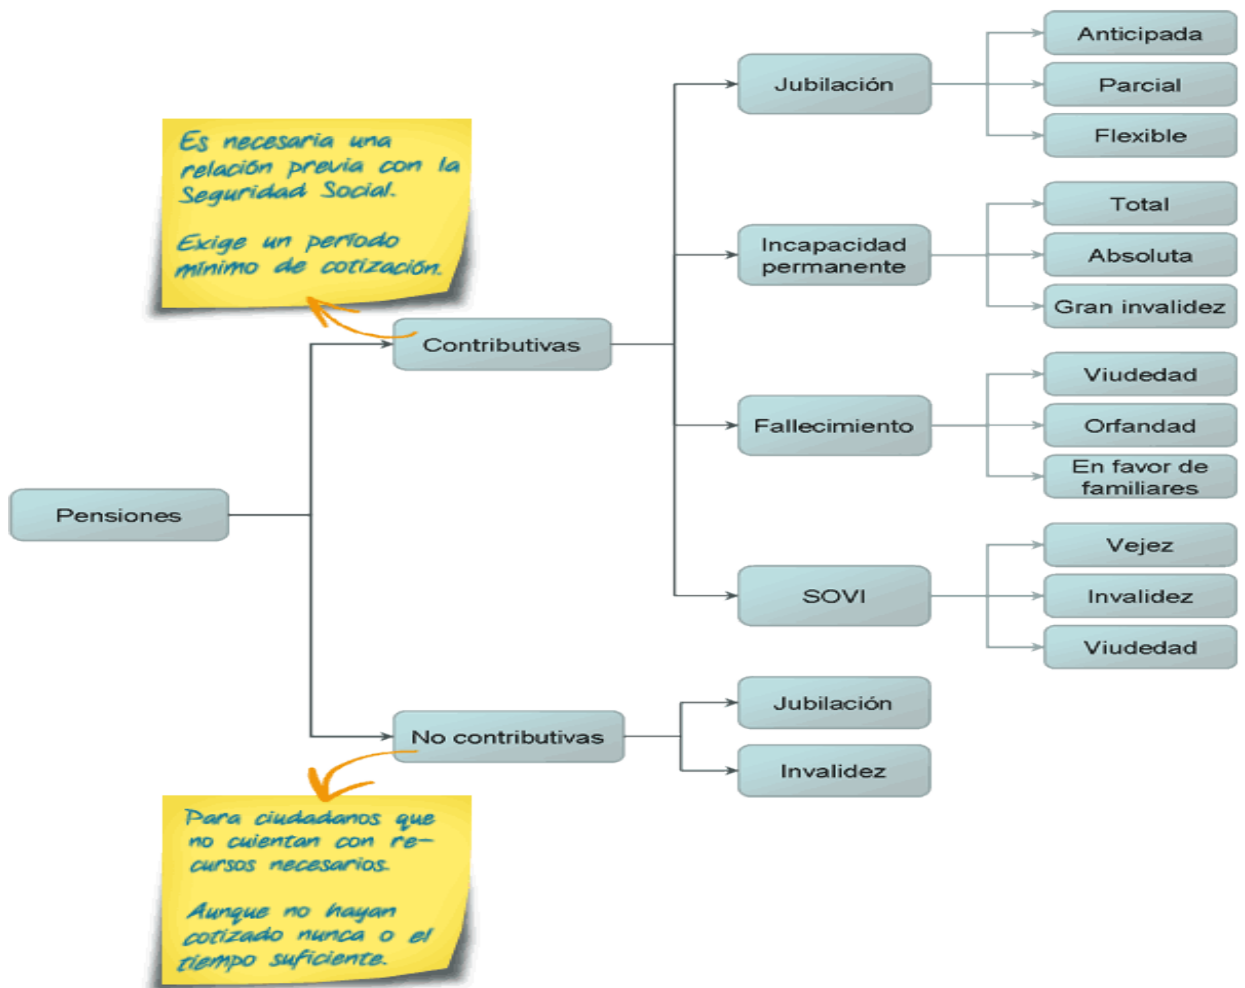 Anticipada
Jubilación
Parcial
Flexible
Es necesaria una
relación previa con la
Seguridad Social.
Exige un período
mínimo de cotización.
Total
Incapacidad
permanente
Absoluta
Gran invalidez
Contributivas
Viudedad
Fallecimiento
Orfandad
En favor de
familiares
Pensiones
Vejez
SOVI
Invalidez
Viudedad
Jubilación
No contributivas
Invalidez
Para ciudadanos que
no cuientan con re-
cursos necesarios.
Aunque no hayan
cotizado nunca o el
tiempo suficiente.